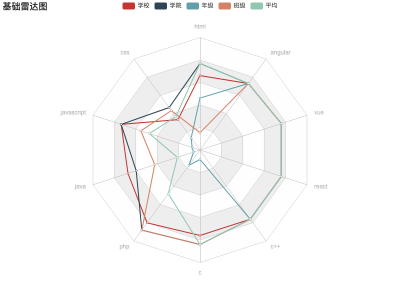 基础雷达图
学校 学院 年级 班级 平均
html
css
angular
javascript
vue
java
react
php
c++
c